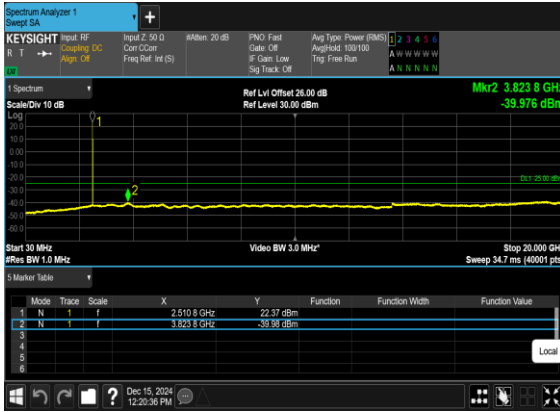 Spectrum Analyzer 1
Swept SA
+
KEYSIGHT Input: RF Input Z: 50 Ω #Atten: 20 dB PNO: Fast Avg Type: Power (RMS) 1 2 3 4 5 6
R T Coupling: DC Corr CCorr Gate: Off Avg|Hold: 100/100 A W W W W W
Align: Off Freq Ref: Int (S) IF Gain: Low Trig: Free Run
Sig Track: Off A N N N N N
1 Spectrum Ref Lvl Offset 26.00 dB Mkr2 3.823 8 GHz
Scale/Div 10 dB Ref Level 30.00 dBm -39.976 dBm
Log
20.0
10.0
0.00
-10.0
-20.0
-30.0
-40.0
-50.0
-60.0
1
2
DL1 -25.00 dBm
Start 30 MHz Video BW 3.0 MHz* Stop 20.000 GHz
#Res BW 1.0 MHz Sweep 34.7 ms (40001 pts)
5 Marker Table
Mode Trace Scale X Y Function Function Width Function Value
1 N 1 f 2.510 8 GHz 22.37 dBm
2 N 1 f 3.823 8 GHz -39.98 dBm
3
4
5
6
Local
Dec 15, 2024
12:20:36 PM